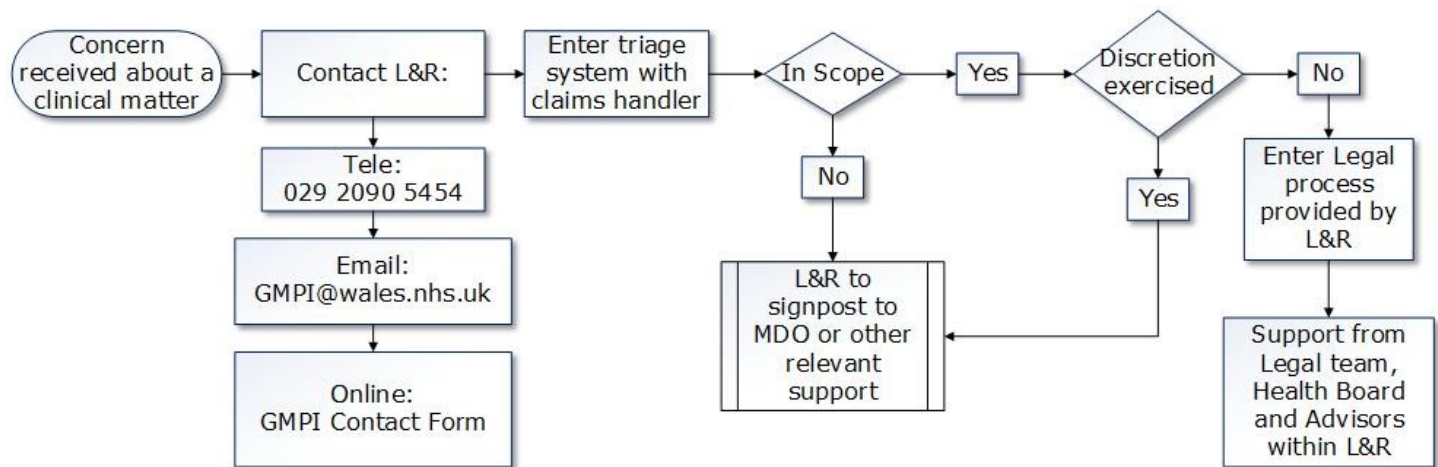 Concern
received about a
clinical matter
Contact L&R:
Enter triage
system with
claims handler
In Scope
Yes
Discretion
exercised
No
Tele:
029 2090 5454
Email:
GMPI@wales.nhs.uk
Online:
GMPI Contact Form
No
L&R to
signpost to
MDO or other
relevant
support
Yes
Enter Legal
process
provided by
L&R
Support from
Legal team,
Health Board
and Advisors
within L&R